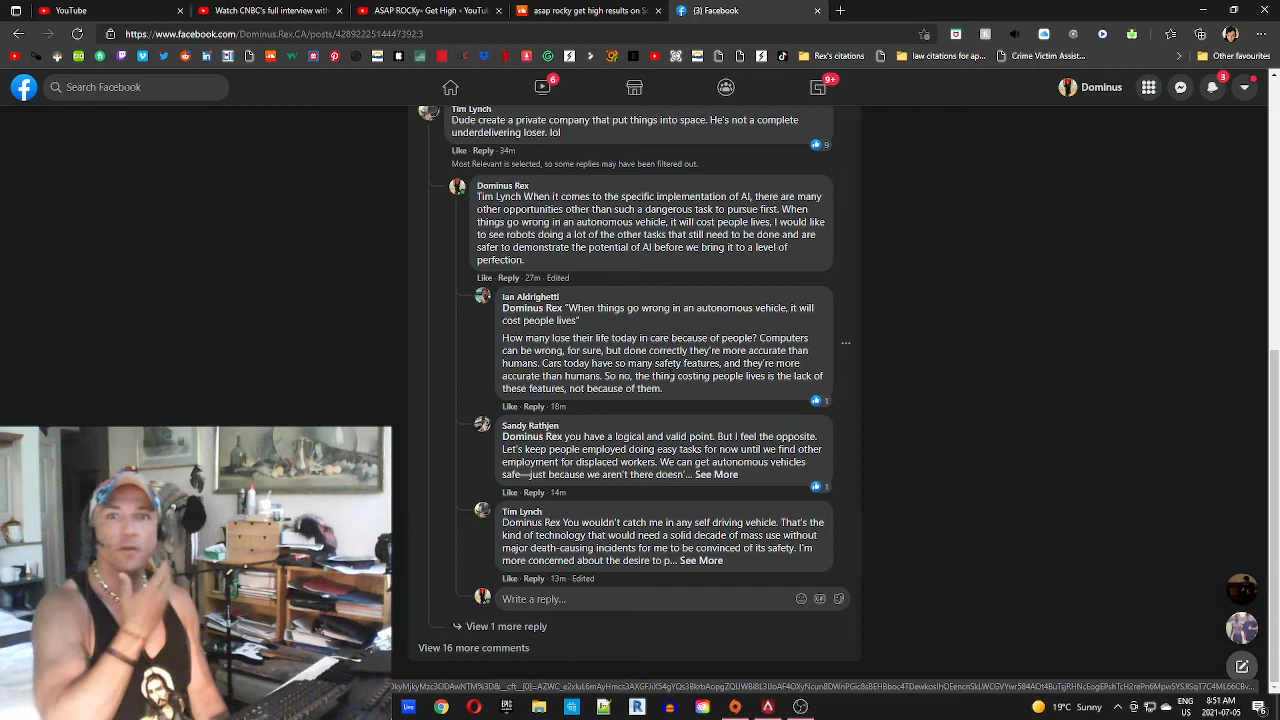 YouTube
Watch CNBC's full interview with
ASAP ROCKY- Get High • YouTub
asap rocky get high results on So
(3) Facebook
https://www.facebook.com/Dominus.Rex.CA/posts/4289222514447392:3
Rex's citations
law citations for appeal...
Crime Victim Assist...
Search Facebook
6
9+
Dominus
3
Tim Lynch
Dude create a private company that put things into space. He's not a complete
underdelivering loser. lol
9
Like · Reply · 34m
Most Relevant is selected, so some replies may have been filtered out.
Dominus Rex
Tim Lynch When it comes to the specific implementation of AI, there are many
other opportunities other than such a dangerous task to pursue first. When
things go wrong in an autonomous vehicle, it will cost people lives, I would like
to see robots doing a lot of the other tasks that still need to be done and are
safer to demonstrate the potential of AI before we bring it to a level of
perfection.
Like · Reply · 27m · Edited
Ian Aldrighetti
Dominus Rex "When things go wrong in an autonomous vehicle, it will
cost people lives"
How many lose their life today in care because of people? Computers
can be wrong, for sure, but done correctly they're more accurate than
humans. Cars today have so many safety features, and they're more
accurate than humans. So no, the thing costing people lives is the lack of
these features, not because of them.
1
Like · Reply · 18m
Sandy Rathjen
Dominus Rex you have a logical and valid point. But I feel the opposite.
Let's keep people employed doing easy tasks for now until we find other
employment for displaced workers. We can get autonomous vehicles
safe—just because we aren't there doesn'... See More
1
Like · Reply · 14m
Tim Lynch
Dominus Rex You wouldn't catch me in any self driving vehicle. That's the
kind of technology that would need a solid decade of mass use without
major death-causing incidents for me to be convinced of its safety. I'm
more concerned about the desire to p... See More
Like · Reply · 13m · Edited
Write a reply...
View 1 more reply
View 16 more comments
19°C Sunny
8:51 AM
2021-07-05